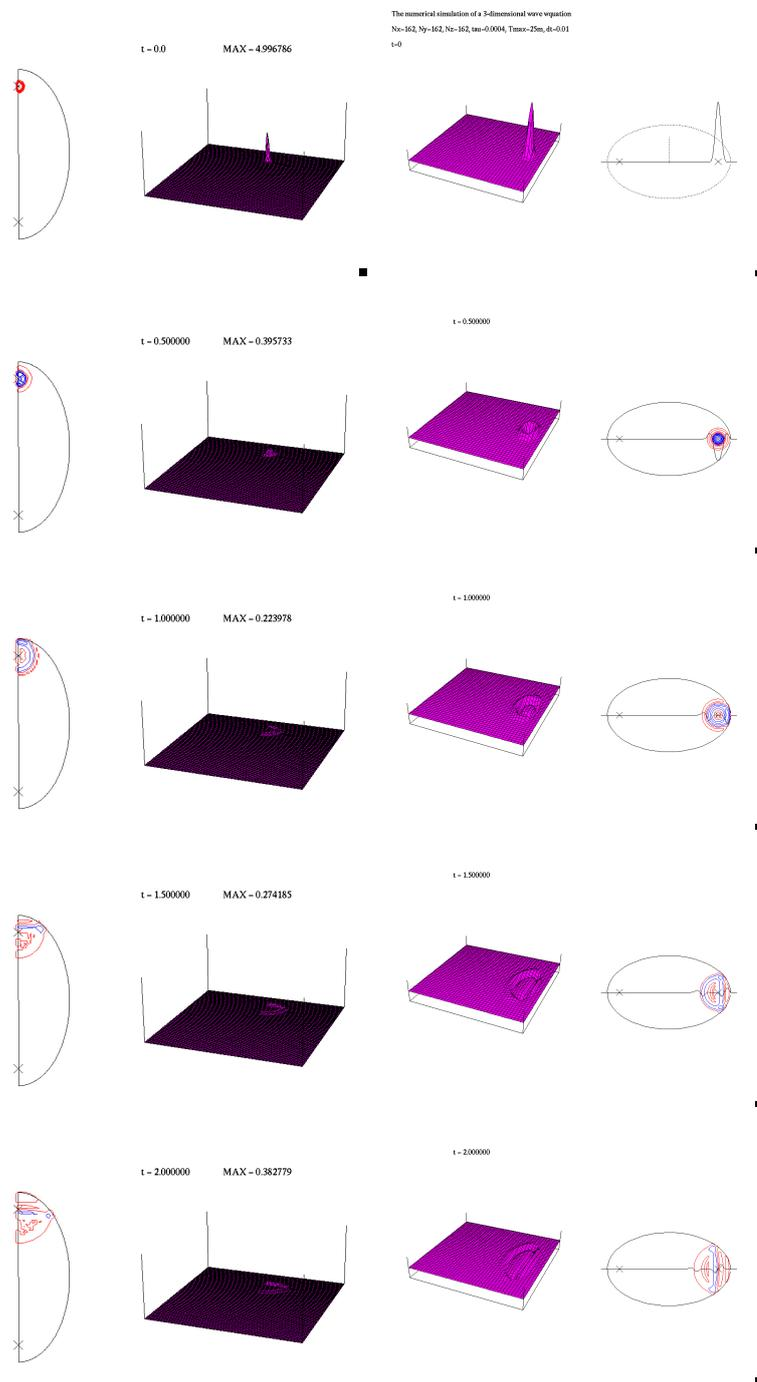 The numerical simulation of a 3-dimensional wave wquation
Nx=162, Ny=162, Nz=162, tau=0.0004, Tmax=25m, dt=0.01
t=0
t = 0.0 MAX = 4.996786
t = 0.500000
t = 0.500000 MAX = 0.395733
t = 1.000000
t = 1.000000 MAX = 0.223978
t = 1.500000
t = 1.500000 MAX = 0.274185
t = 2.000000
t = 2.000000 MAX = 0.382779